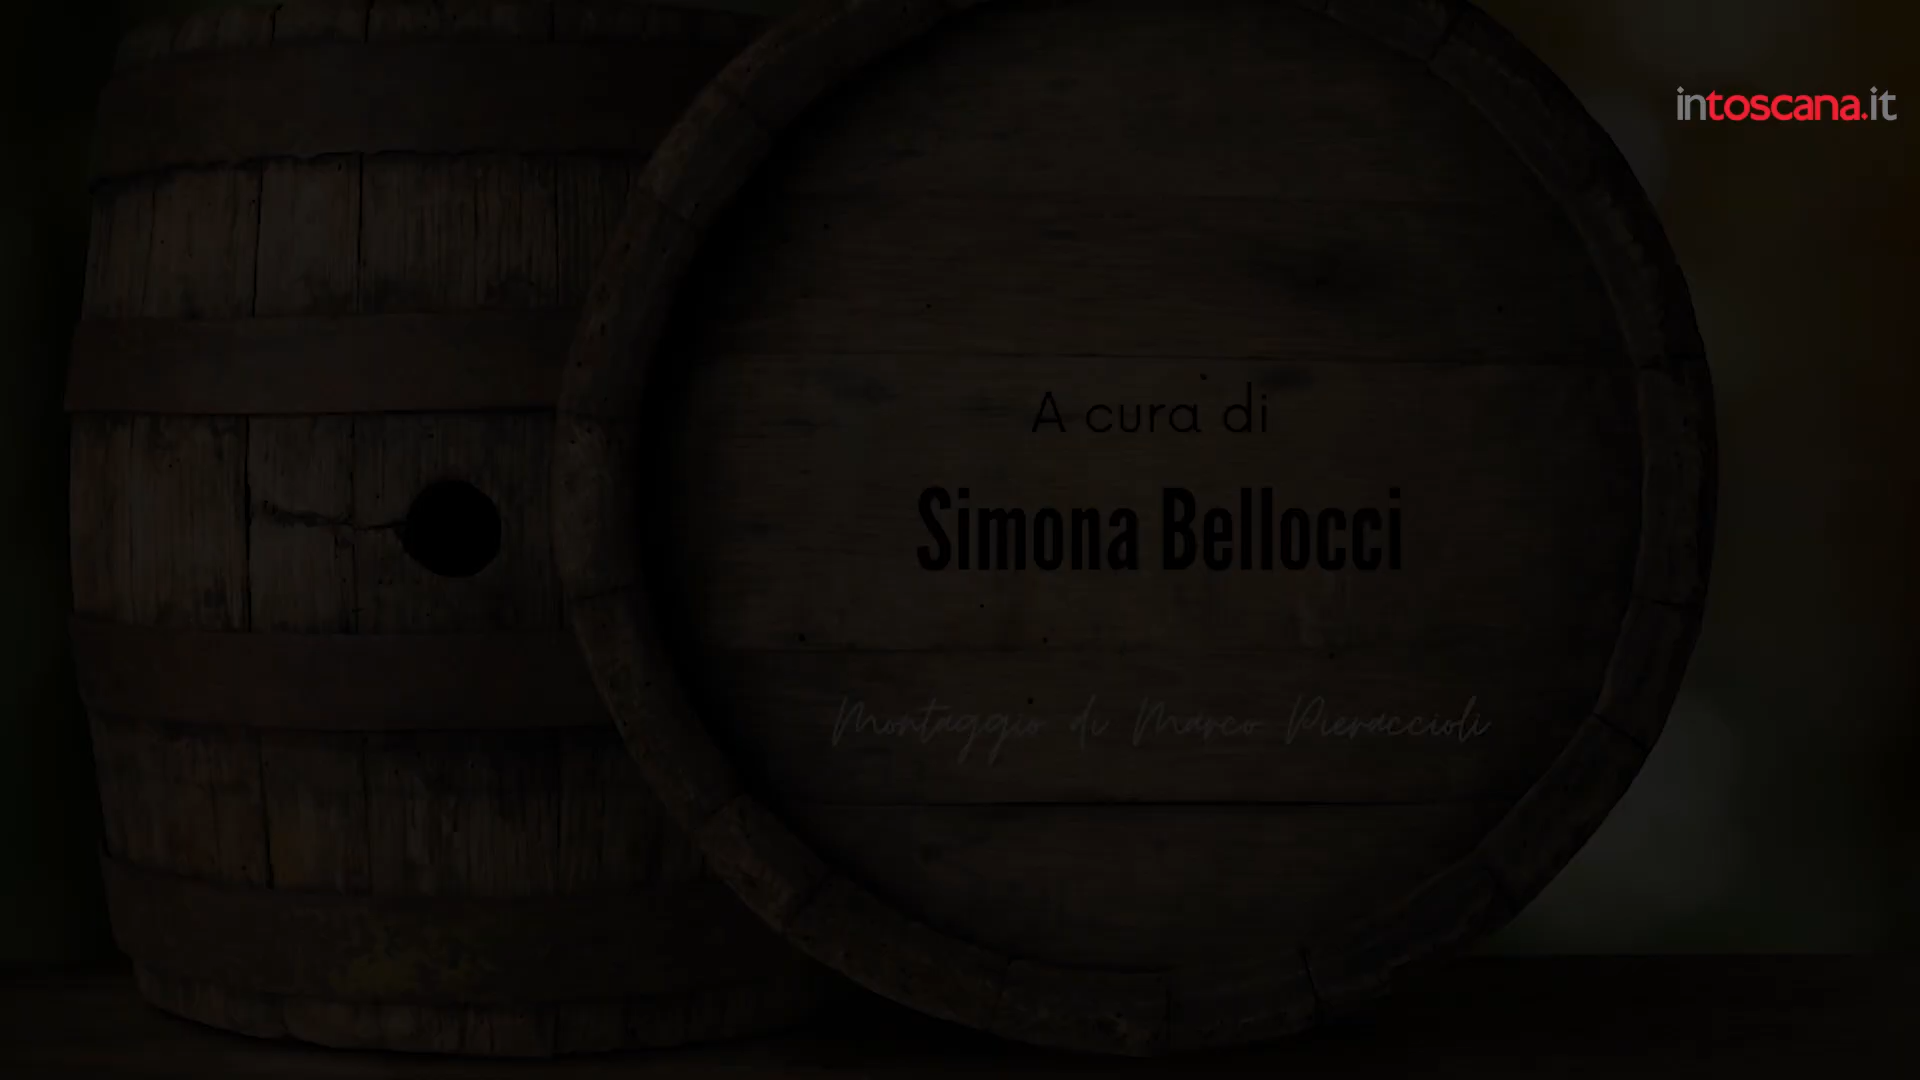 intoscana.it
A cura di
Simona Bellocci
Montaggio di Marco Pieraccioli